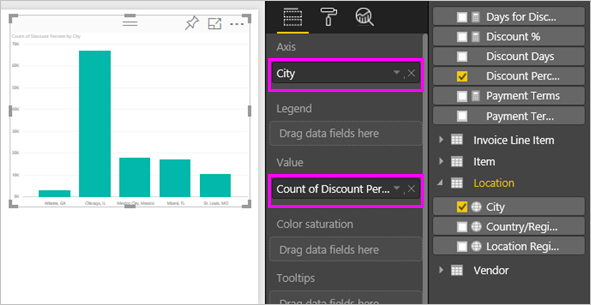 Count of Discount Percent by City
70K
60K
50K
40K
30K
20K
10K
0K
Atlanta, GA
Chicago, IL
Mexico City, Mexico
Miami, FL
St. Louis, MO
Axis
City
Legend
Drag data fields here
Value
Count of Discount Per...
Color saturation
Drag data fields here
Tooltips
Drag data fields here
Days for Disc...
Discount %
Discount Days
Discount Perc...
Payment Terms
Payment Ter...
Invoice Line Item
Item
Location
City
Country/Regi...
Location Regi...
Vendor